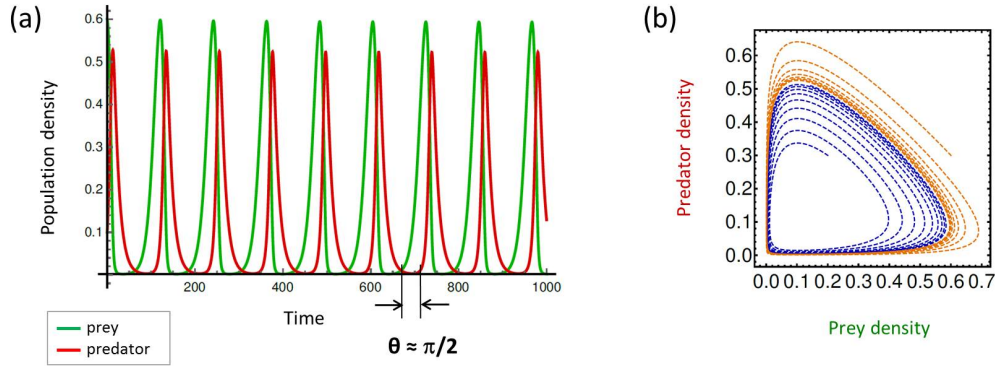 (a)
Population density
0.6
0.5
0.4
0.3
0.2
0.1
200 400 600 800 1000
Time
θ ≈ π/2
prey
predator
(b)
Predator density
0.6
0.5
0.4
0.3
0.2
0.1
0.0
0.0 0.1 0.2 0.3 0.4 0.5 0.6 0.7
Prey density